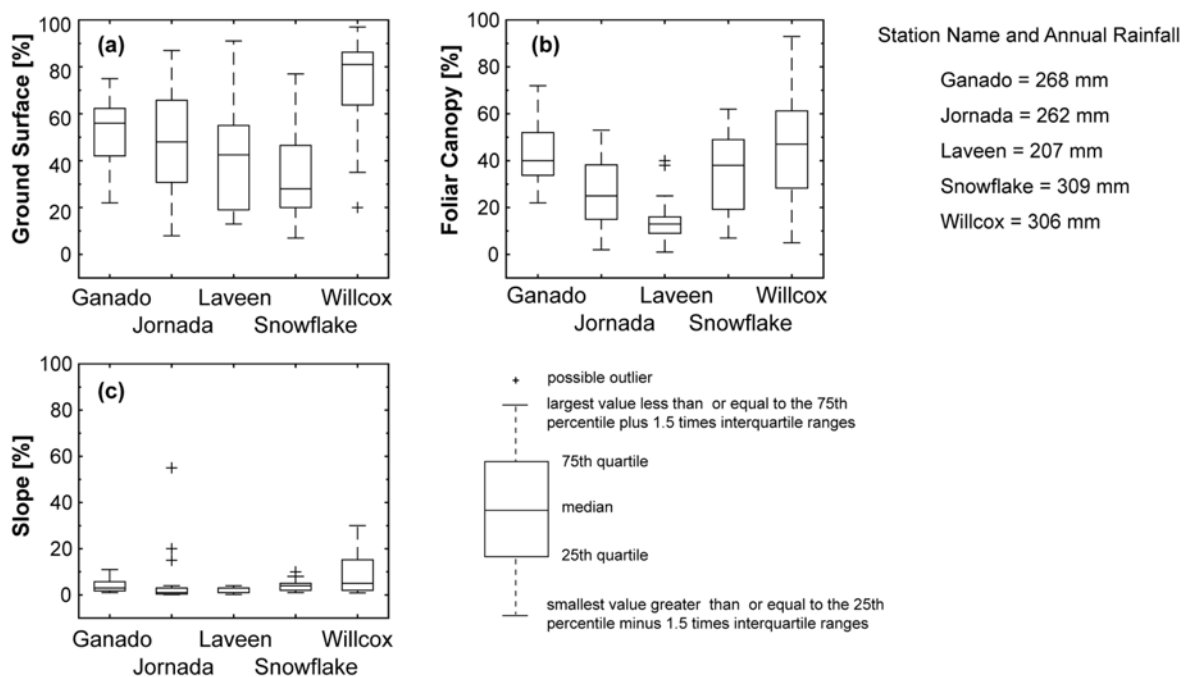 (a)
Ground Surface [%]
100
80
60
40
20
0
Ganado
Laveen
Willcox
Jornada
Snowflake
(b)
Foliar Canopy [%]
100
80
60
40
20
0
Ganado
Laveen
Willcox
Jornada
Snowflake
Station Name and Annual Rainfall
Ganado = 268 mm
Jornada = 262 mm
Laveen = 207 mm
Snowflake = 309 mm
Willcox = 306 mm
(c)
Slope [%]
100
80
60
40
20
0
Ganado
Laveen
Willcox
Jornada
Snowflake
+ possible outlier
largest value less than or equal to the 75th
percentile plus 1.5 times interquartile ranges
75th quartile
median
25th quartile
smallest value greater than or equal to the 25th
percentile minus 1.5 times interquartile ranges